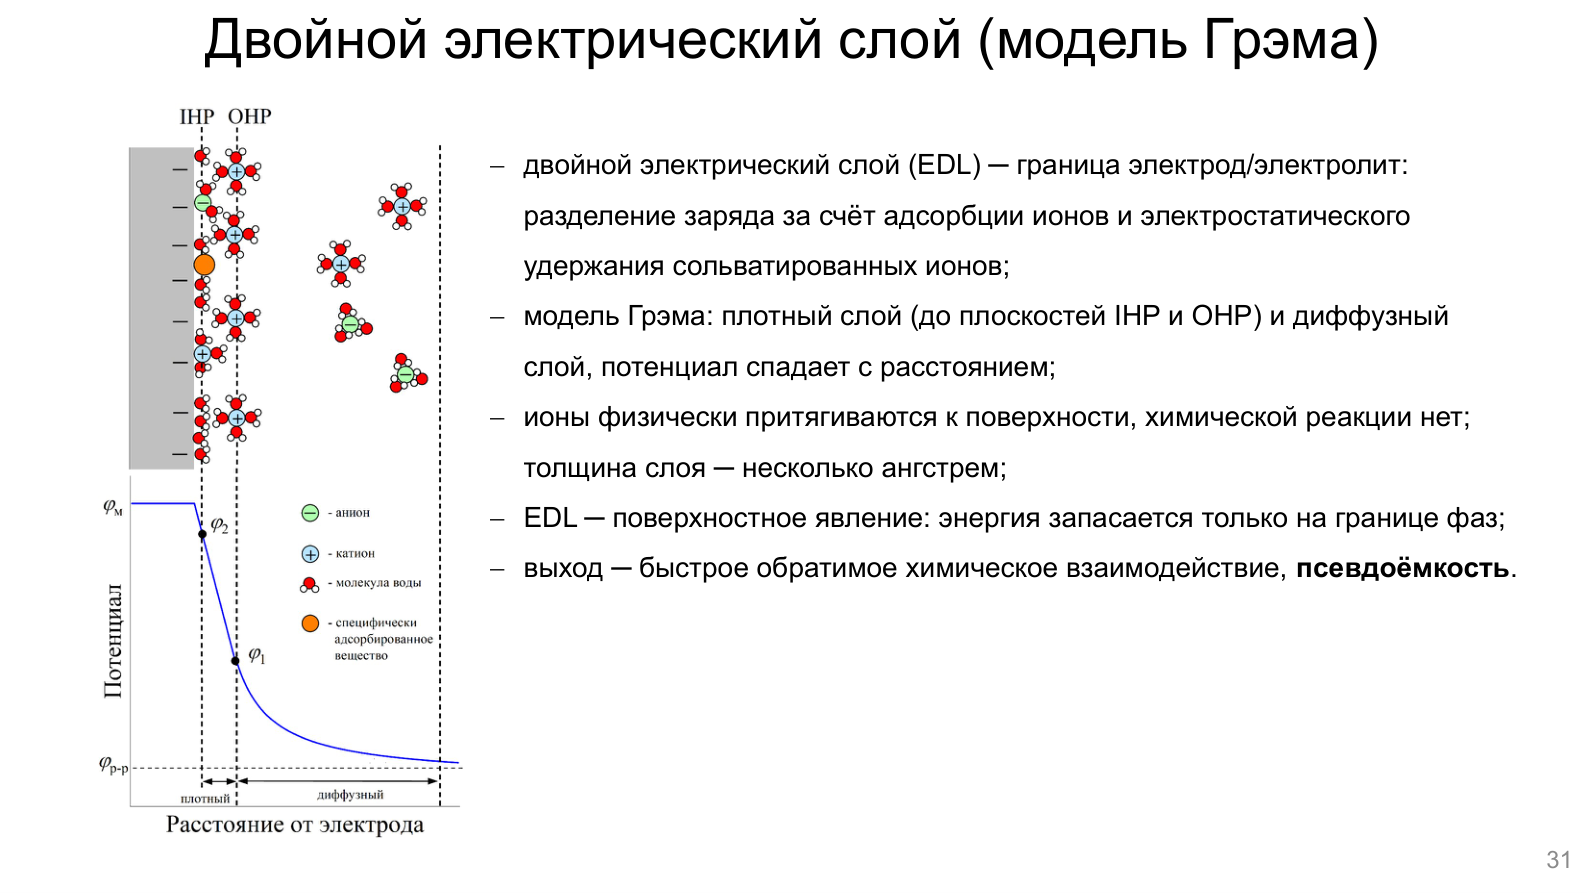 Двойной электрический слой (модель Грэма)
IHP OHP
– двойной электрический слой (EDL) — граница электрод/электролит:
разделение заряда за счёт адсорбции ионов и электростатического
удержания сольватированных ионов;
– модель Грэма: плотный слой (до плоскостей IHP и OHP) и диффузный
слой, потенциал спадает с расстоянием;
– ионы физически притягиваются к поверхности, химической реакции нет;
толщина слоя — несколько ангстрем;
– EDL — поверхностное явление: энергия запасается только на границе фаз;
– выход — быстрое обратимое химическое взаимодействие, псевдоёмкость.
φм
φ2
φ1
φр-р
Потенциал
- анион
- катион
- молекула воды
- специфически
адсорбированное
вещество
плотный
диффузный
Расстояние от электрода
31